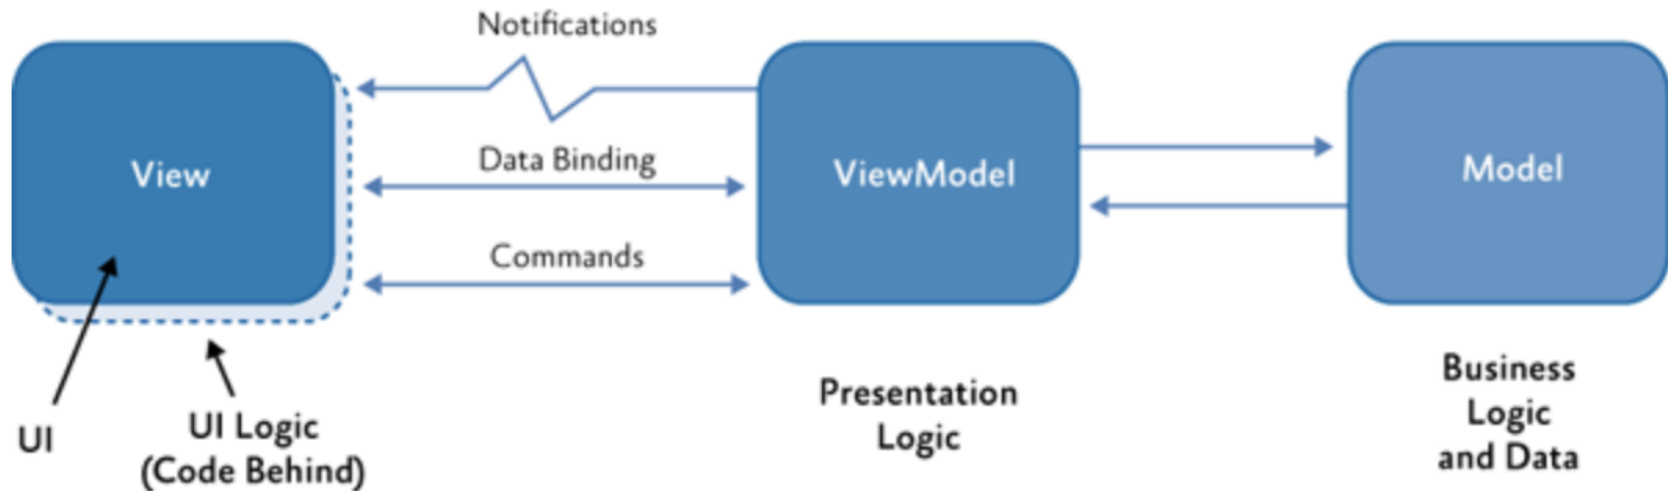 Notifications
View
Data Binding
ViewModel
Model
Commands
UI
UI Logic
(Code Behind)
Presentation
Logic
Business
Logic
and Data